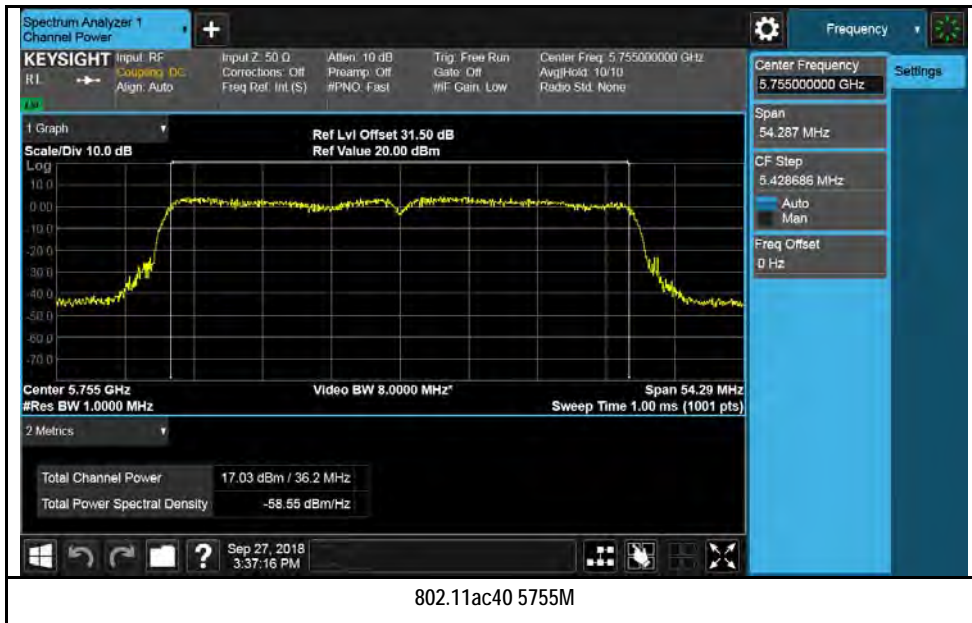 Spectrum Analyzer 1
Channel Power
Frequency
KEYSIGHT
RL
Input: RF
Coupling: DC
Align: Auto
Input Z: 50 Ω
Corrections: Off
Freq Ref: Int (S)
Atten: 10 dB
Preamp: Off
#PNO: Fast
Trig: Free Run
Gate: Off
#IF Gain: Low
Center Freq: 5.755000000 GHz
Avg|Hold: 10/10
Radio Std: None
Center Frequency
5.755000000 GHz
Settings
Span
54.287 MHz
CF Step
5.428686 MHz
Auto
Man
Freq Offset
0 Hz
1 Graph
Scale/Div 10.0 dB
Ref Lvl Offset 31.50 dB
Ref Value 20.00 dBm
Log
10.0
0.00
-10.0
-20.0
-30.0
-40.0
-50.0
-60.0
-70.0
Center 5.755 GHz
#Res BW 1.0000 MHz
Video BW 8.0000 MHz*
Span 54.29 MHz
Sweep Time 1.00 ms (1001 pts)
2 Metrics
Total Channel Power 17.03 dBm / 36.2 MHz
Total Power Spectral Density -58.55 dBm/Hz
?
Sep 27, 2018
3:37:16 PM
802.11ac40 5755M